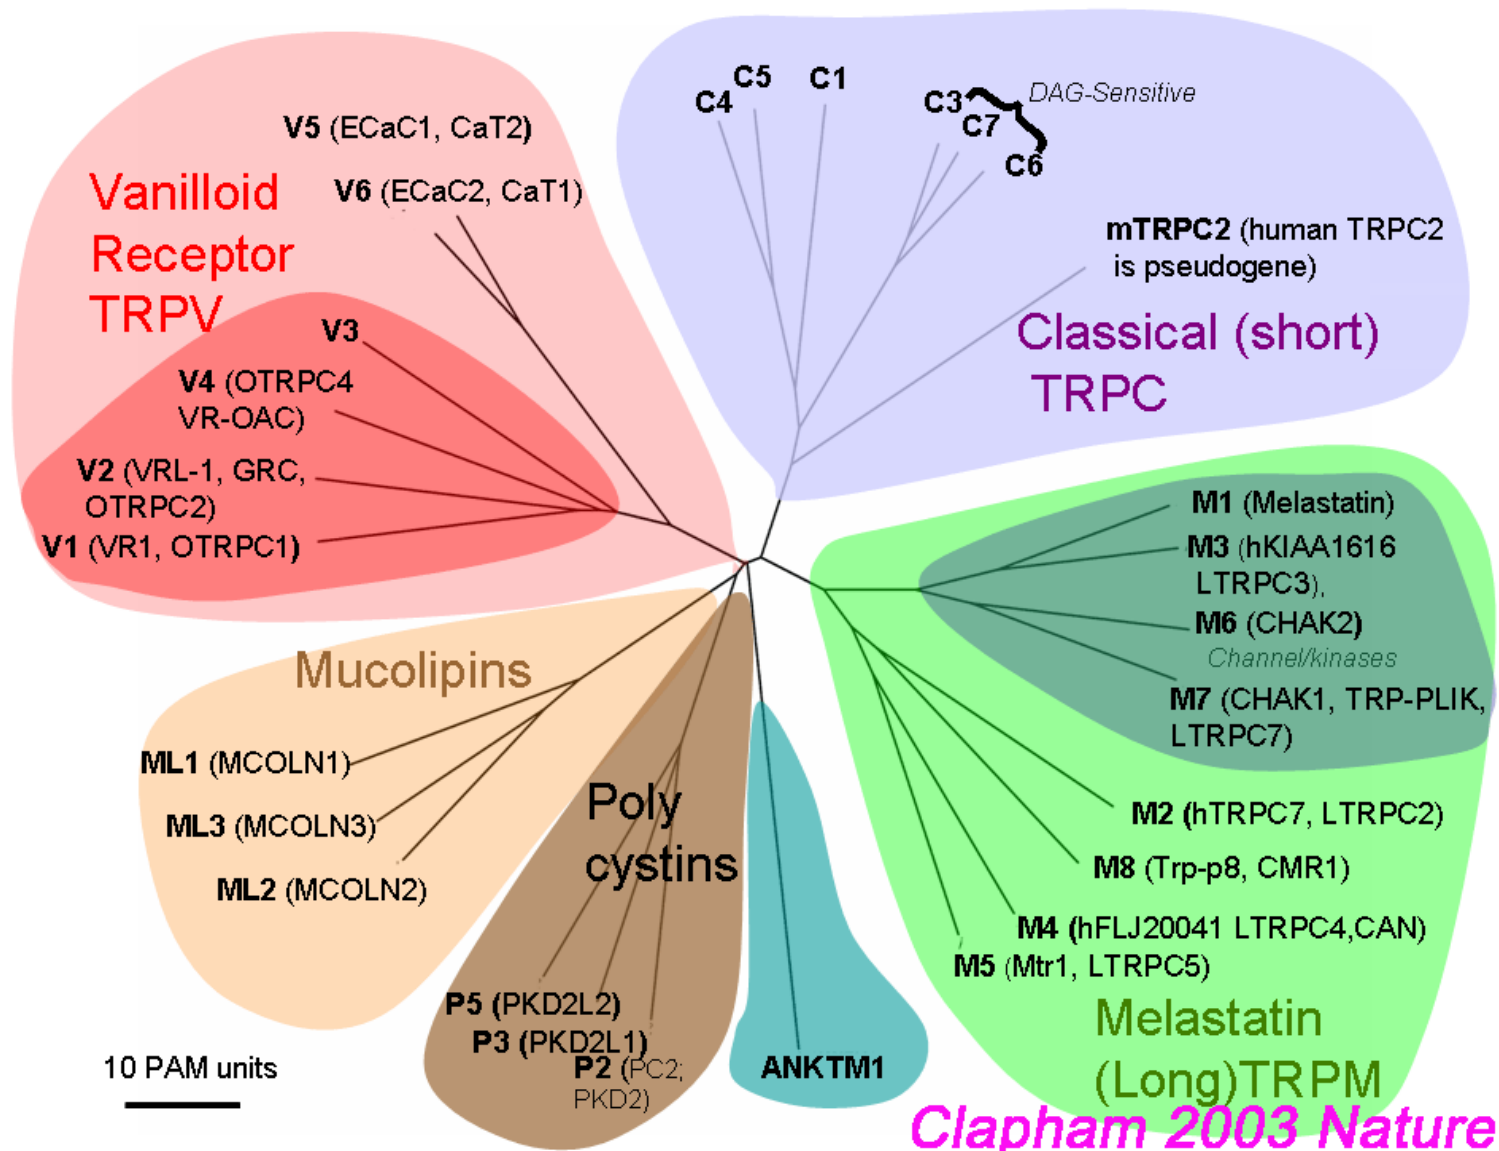 V5 (ECaC1, CaT2)
V6 (ECaC2, CaT1)
Vanilloid
Receptor
TRPV
V3
V4 (OTRPC4
VR-OAC)
V2 (VRL-1, GRC,
OTRPC2)
V1 (VR1, OTRPC1)
C4
C5
C1
C3
C7
C6
DAG-Sensitive
mTRPC2 (human TRPC2
is pseudogene)
Classical (short)
TRPC
M1 (Melastatin)
M3 (hKIAA1616
LTRPC3),
M6 (CHAK2)
Channel/kinases
M7 (CHAK1, TRP-PLIK,
LTRPC7)
M2 (hTRPC7, LTRPC2)
M8 (Trp-p8, CMR1)
M4 (hFLJ20041 LTRPC4,CAN)
M5 (Mtr1, LTRPC5)
Melastatin
(Long)TRPM
Mucolipins
ML1 (MCOLN1)
ML3 (MCOLN3)
ML2 (MCOLN2)
Poly
cystins
P5 (PKD2L2)
P3 (PKD2L1)
P2 (PC2;
PKD2)
ANKTM1
10 PAM units
Clapham 2003 Nature